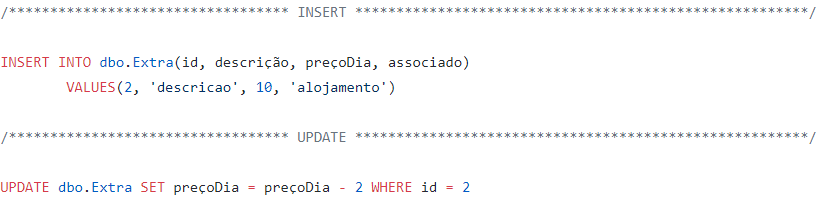 /********************************** INSERT *******************************************************/
INSERT INTO dbo.Extra(id, descrição, preçoDia, associado)
VALUES(2, 'descricao', 10, 'alojamento')
/********************************** UPDATE *******************************************************/
UPDATE dbo.Extra SET preçoDia = preçoDia - 2 WHERE id = 2